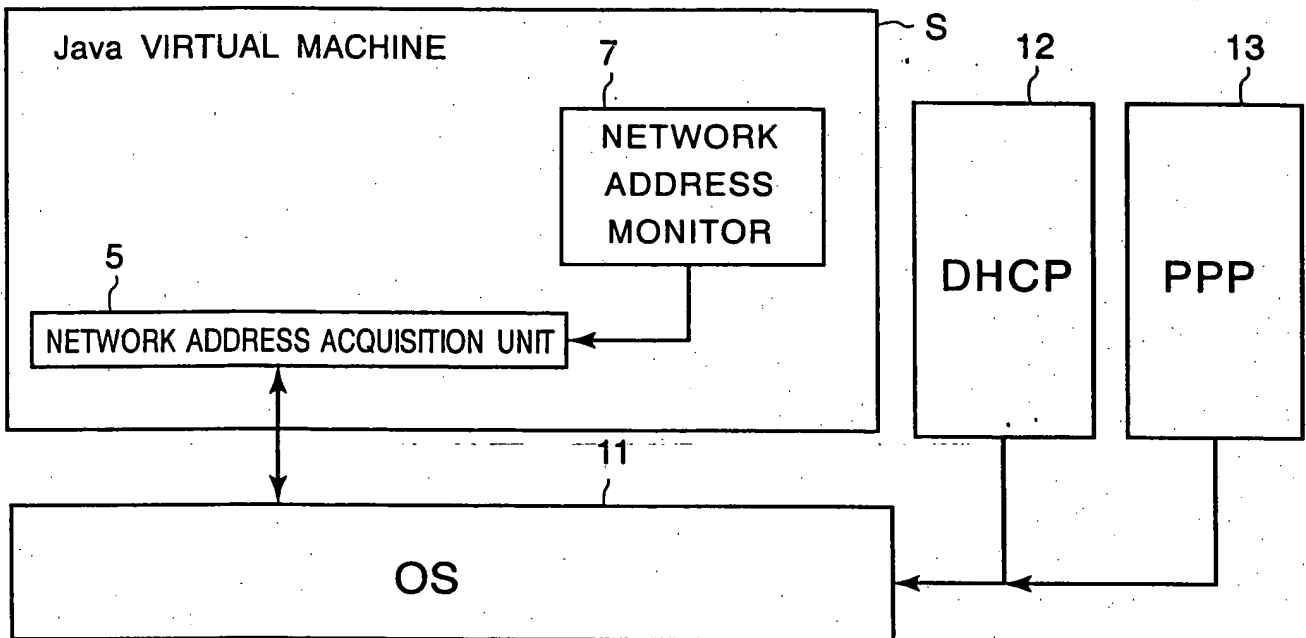 S
Java VIRTUAL MACHINE
7
12
13
NETWORK
ADDRESS
MONITOR
5
DHCP
PPP
NETWORK ADDRESS ACQUISITION UNIT
11
OS